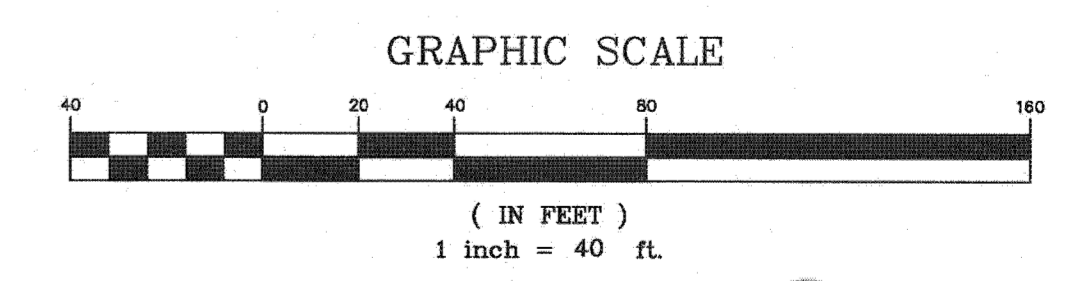 GRAPHIC SCALE
40 0 20 40 80 160
( IN FEET )
1 inch = 40 ft.